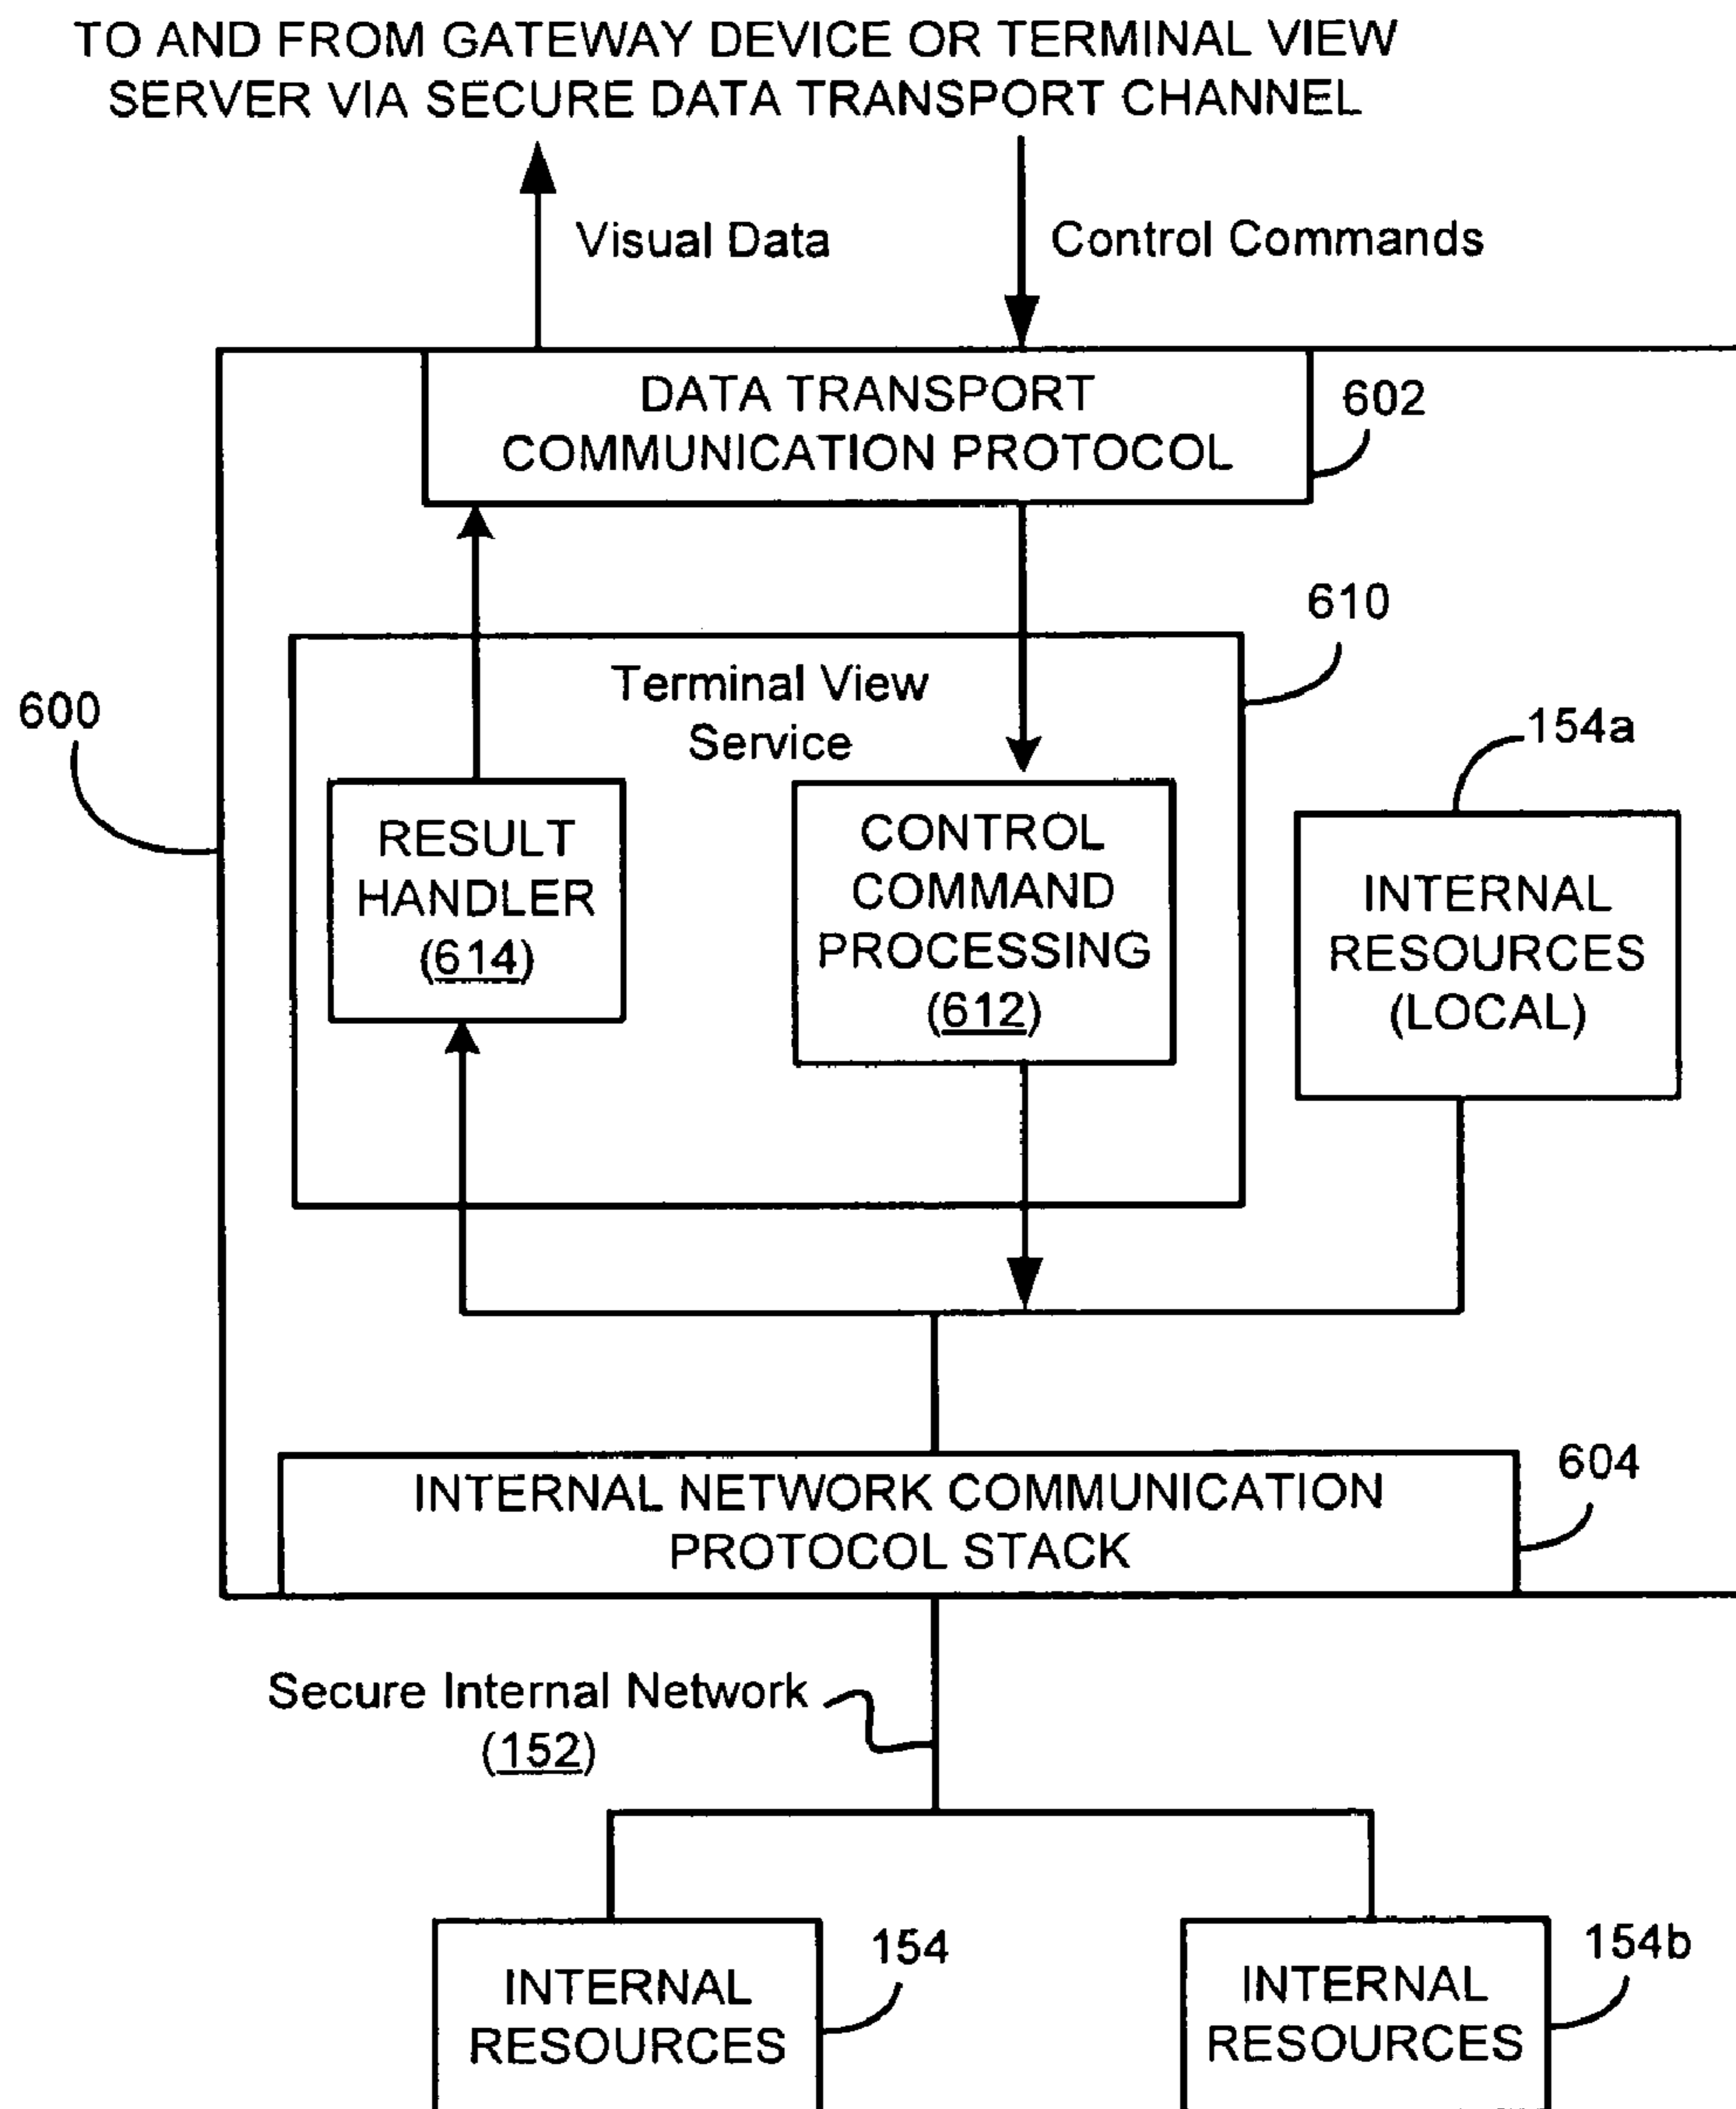 TO AND FROM GATEWAY DEVICE OR TERMINAL VIEW
SERVER VIA SECURE DATA TRANSPORT CHANNEL
Visual Data
Control Commands
DATA TRANSPORT
COMMUNICATION PROTOCOL
602
610
Terminal View
Service
600
154a
RESULT
HANDLER
(614)
CONTROL
COMMAND
PROCESSING
(612)
INTERNAL
RESOURCES
(LOCAL)
604
INTERNAL NETWORK COMMUNICATION
PROTOCOL STACK
Secure Internal Network
(152)
154
INTERNAL
RESOURCES
154b
INTERNAL
RESOURCES